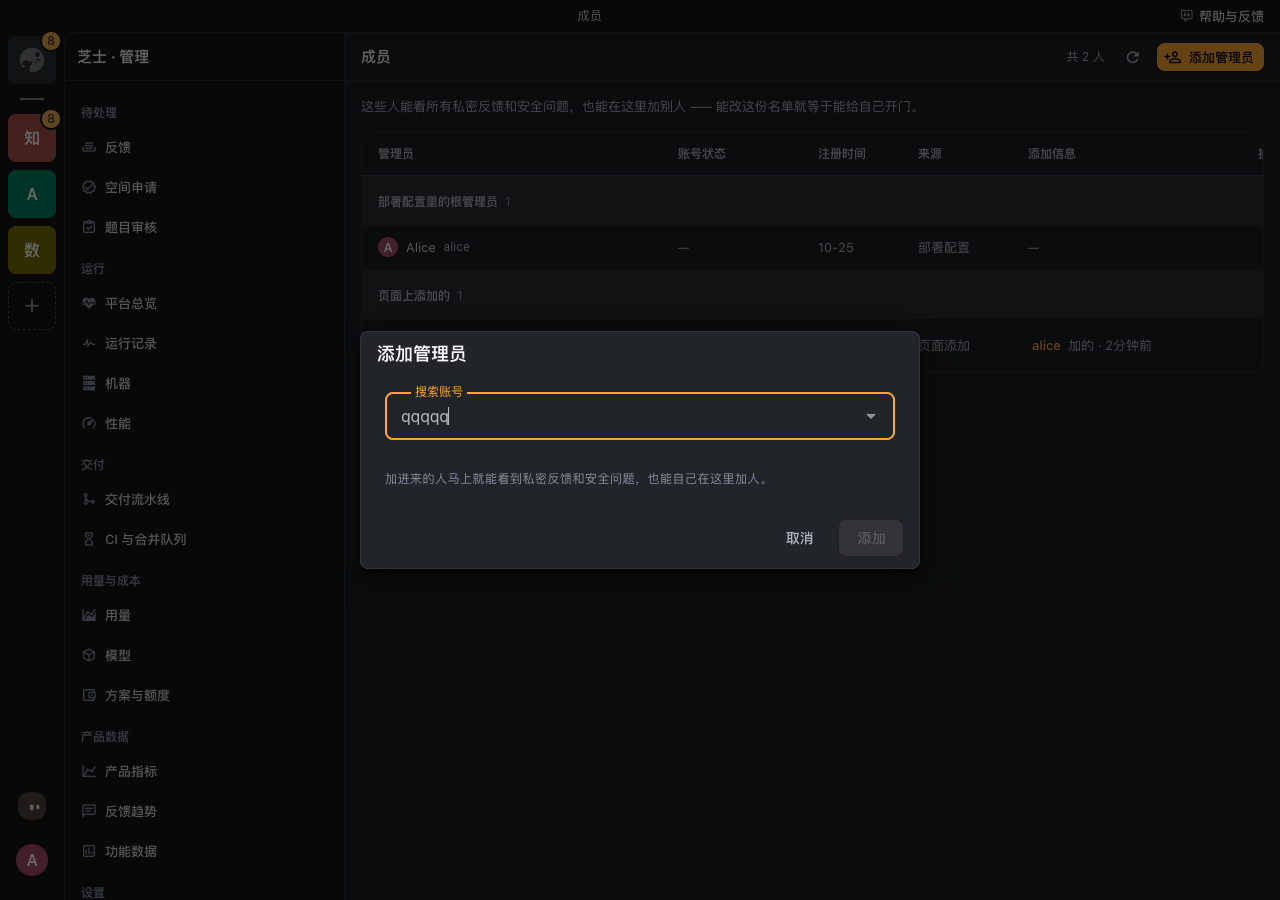 成员
帮助与反馈
8
知
8
A
数
A
芝士 · 管理
待处理
反馈
空间申请
题目审核
运行
平台总览
运行记录
机器
性能
交付
交付流水线
CI 与合并队列
用量与成本
用量
模型
方案与额度
产品数据
产品指标
反馈趋势
功能数据
设置
成员
共 2 人
添加管理员
这些人能看所有私密反馈和安全问题，也能在这里加别人 —— 能改这份名单就等于能给自己开门。
管理员 账号状态 注册时间 来源 添加信息
部署配置里的根管理员 1
A Alice alice — 10-25 部署配置 —
页面上添加的 1
页面添加 alice 加的 · 2分钟前
添加管理员
搜索账号
qqqqq
加进来的人马上就能看到私密反馈和安全问题，也能自己在这里加人。
取消
添加